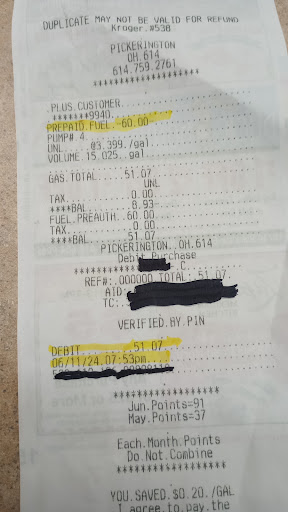 DUPLICATE MAY NOT BE VALID FOR REFUND
Kroger.#538
PICKERINGTON
OH.614
614.759.2761
********************
PLUS.CUSTOMER
*******9940
PREPAID.FUEL.-60.00
PUMP#.4
UNL....@3.399./gal
VOLUME.15.025..gal
GAS.TOTAL.....51.07
UNL
TAX...........0.00
****BAL.......8.93-
FUEL.PREAUTH..60.00
TAX...........0.00
****BAL.......51.07
PICKERINGTON..OH.614
Debit Purchase
************ C
REF#:.000000 TOTAL:.51.07
AID:
TC:
VERIFIED.BY.PIN
DEBIT.........51.07
06/11/24.07:53pm
********************
Jun.Points=91
May.Points=37
Each.Month.Points
Do.Not.Combine
********************
YOU.SAVED.$0.20./GAL
I agree to pay the